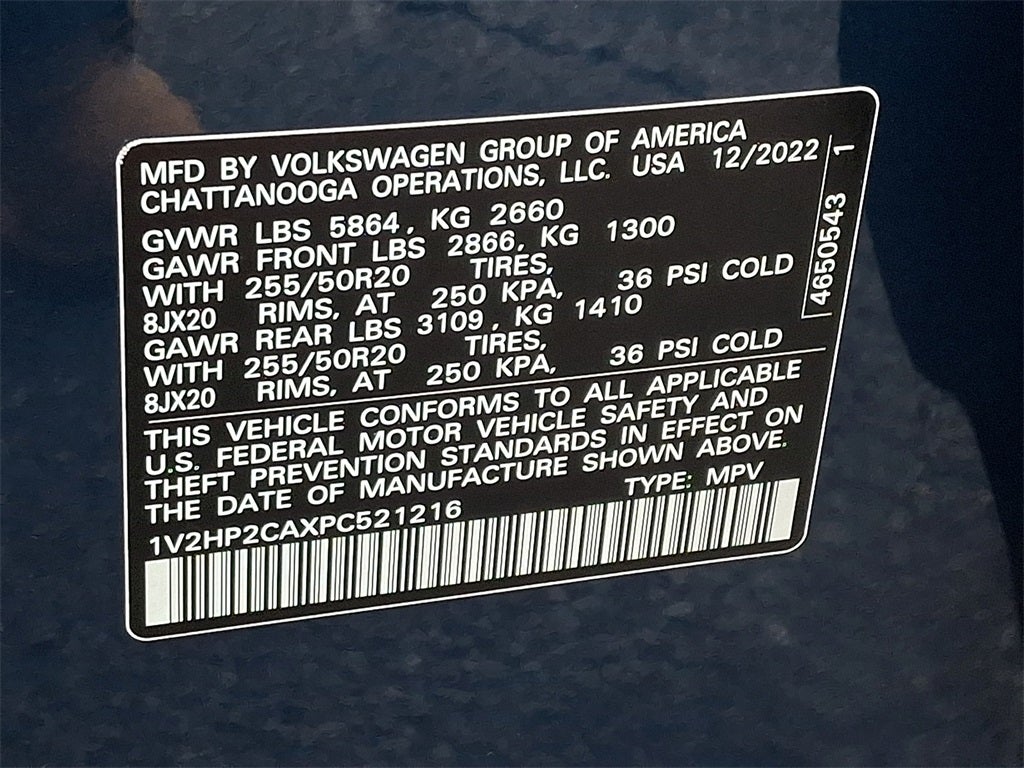 MFD BY VOLKSWAGEN GROUP OF AMERICA
CHATTANOOGA OPERATIONS, LLC. USA 12/2022
GVWR LBS 5864, KG 2660
GAWR FRONT LBS 2866, KG 1300
WITH 255/50R20 TIRES,
8JX20 RIMS, AT 250 KPA, 36 PSI COLD
GAWR REAR LBS 3109, KG 1410
WITH 255/50R20 TIRES,
8JX20 RIMS, AT 250 KPA, 36 PSI COLD
THIS VEHICLE CONFORMS TO ALL APPLICABLE
U.S. FEDERAL MOTOR VEHICLE SAFETY AND
THEFT PREVENTION STANDARDS IN EFFECT ON
THE DATE OF MANUFACTURE SHOWN ABOVE.
1V2HP2CAXPC521216 TYPE: MPV
4650543 1